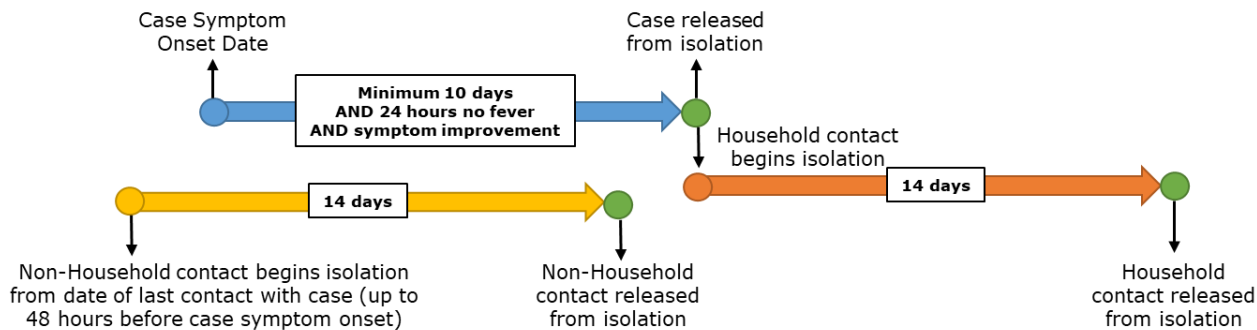 Case Symptom
Onset Date
Case released
from isolation
Minimum 10 days
AND 24 hours no fever
AND symptom improvement
Household contact
begins isolation
14 days
14 days
Non-Household contact begins isolation
from date of last contact with case (up to
48 hours before case symptom onset)
Non-Household
contact released
from isolation
Household
contact released
from isolation